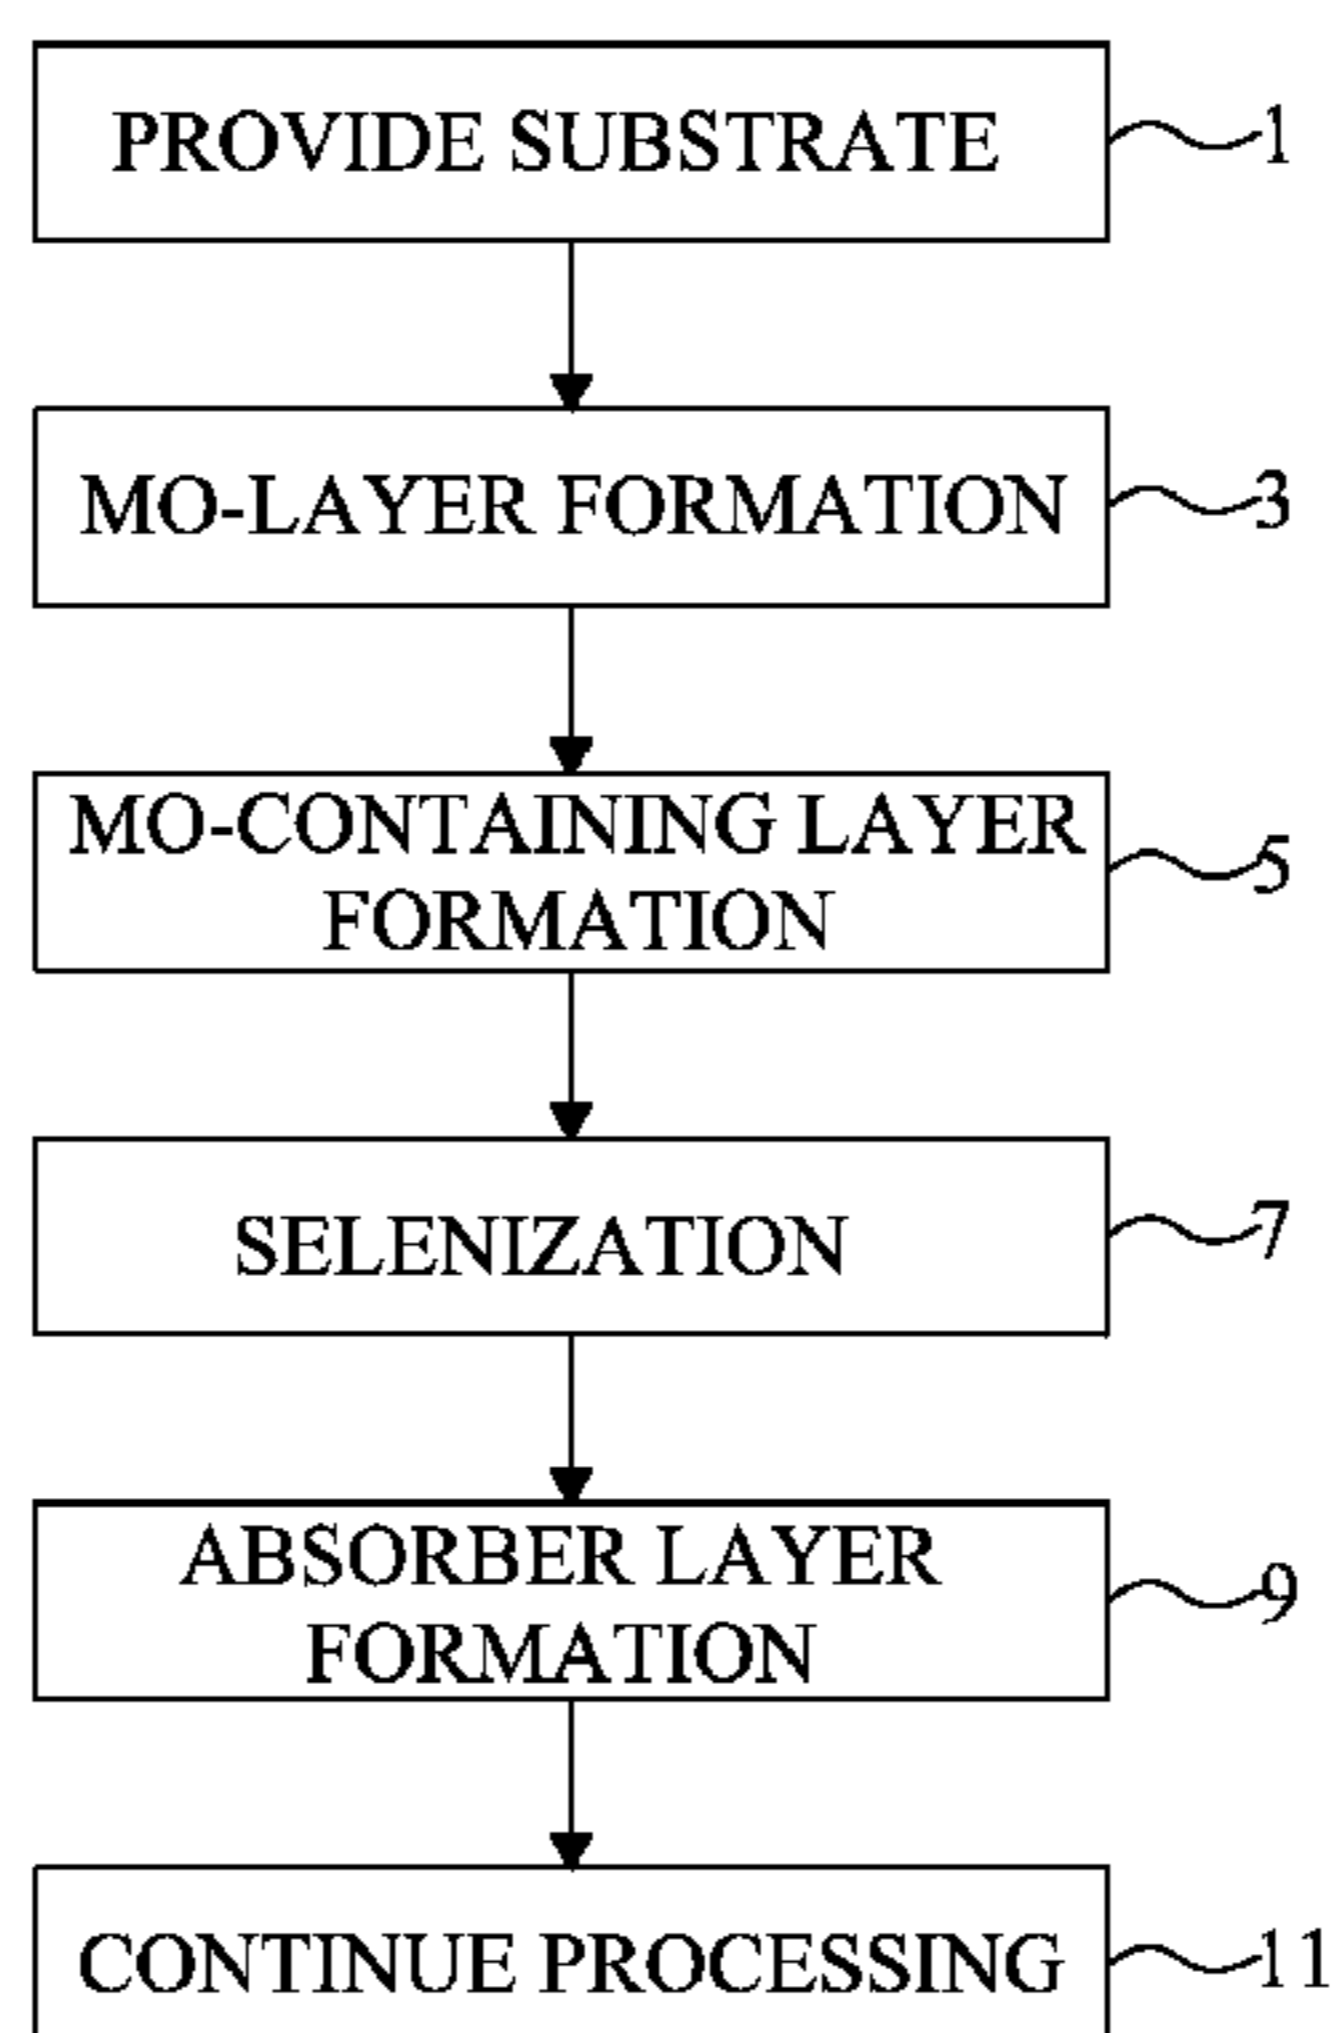 PROVIDE SUBSTRATE
1
MO-LAYER FORMATION
3
MO-CONTAINING LAYER
FORMATION
5
SELENIZATION
7
ABSORBER LAYER
FORMATION
9
CONTINUE PROCESSING
11